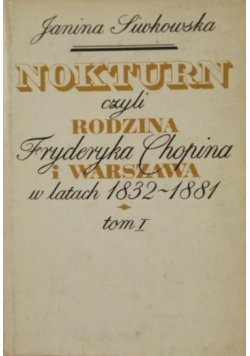 Janina Siwkowska
NOKTURN
czyli
RODZINA
Fryderyka Chopina
i WARSZAWA
w latach 1832-1881
tom I